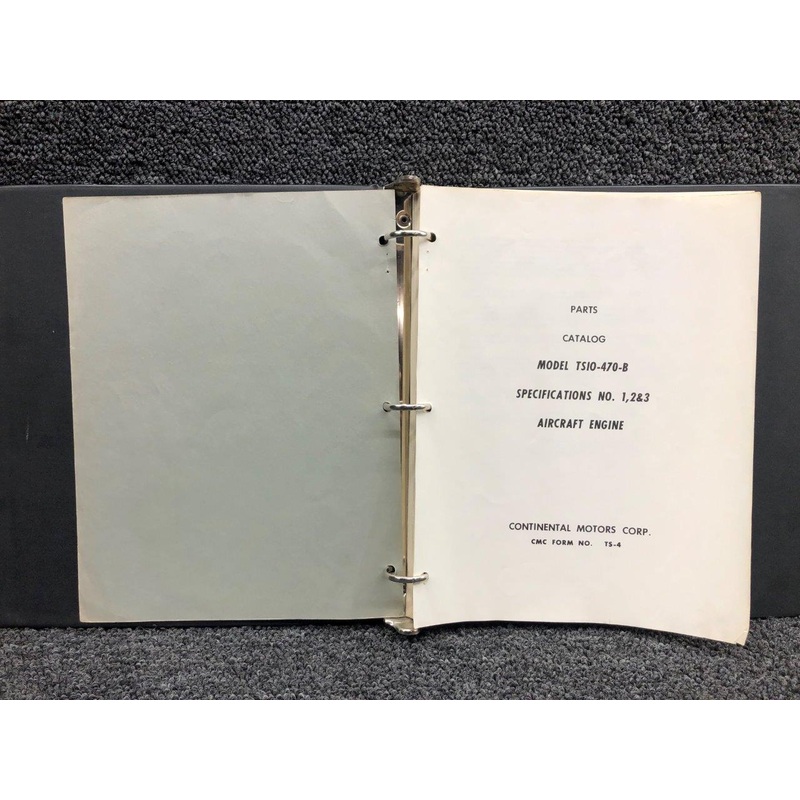 PARTS
CATALOG
MODEL TSIO-470-B
SPECIFICATIONS NO. 1,2&3
AIRCRAFT ENGINE
CONTINENTAL MOTORS CORP.
CMC FORM NO. TS-4